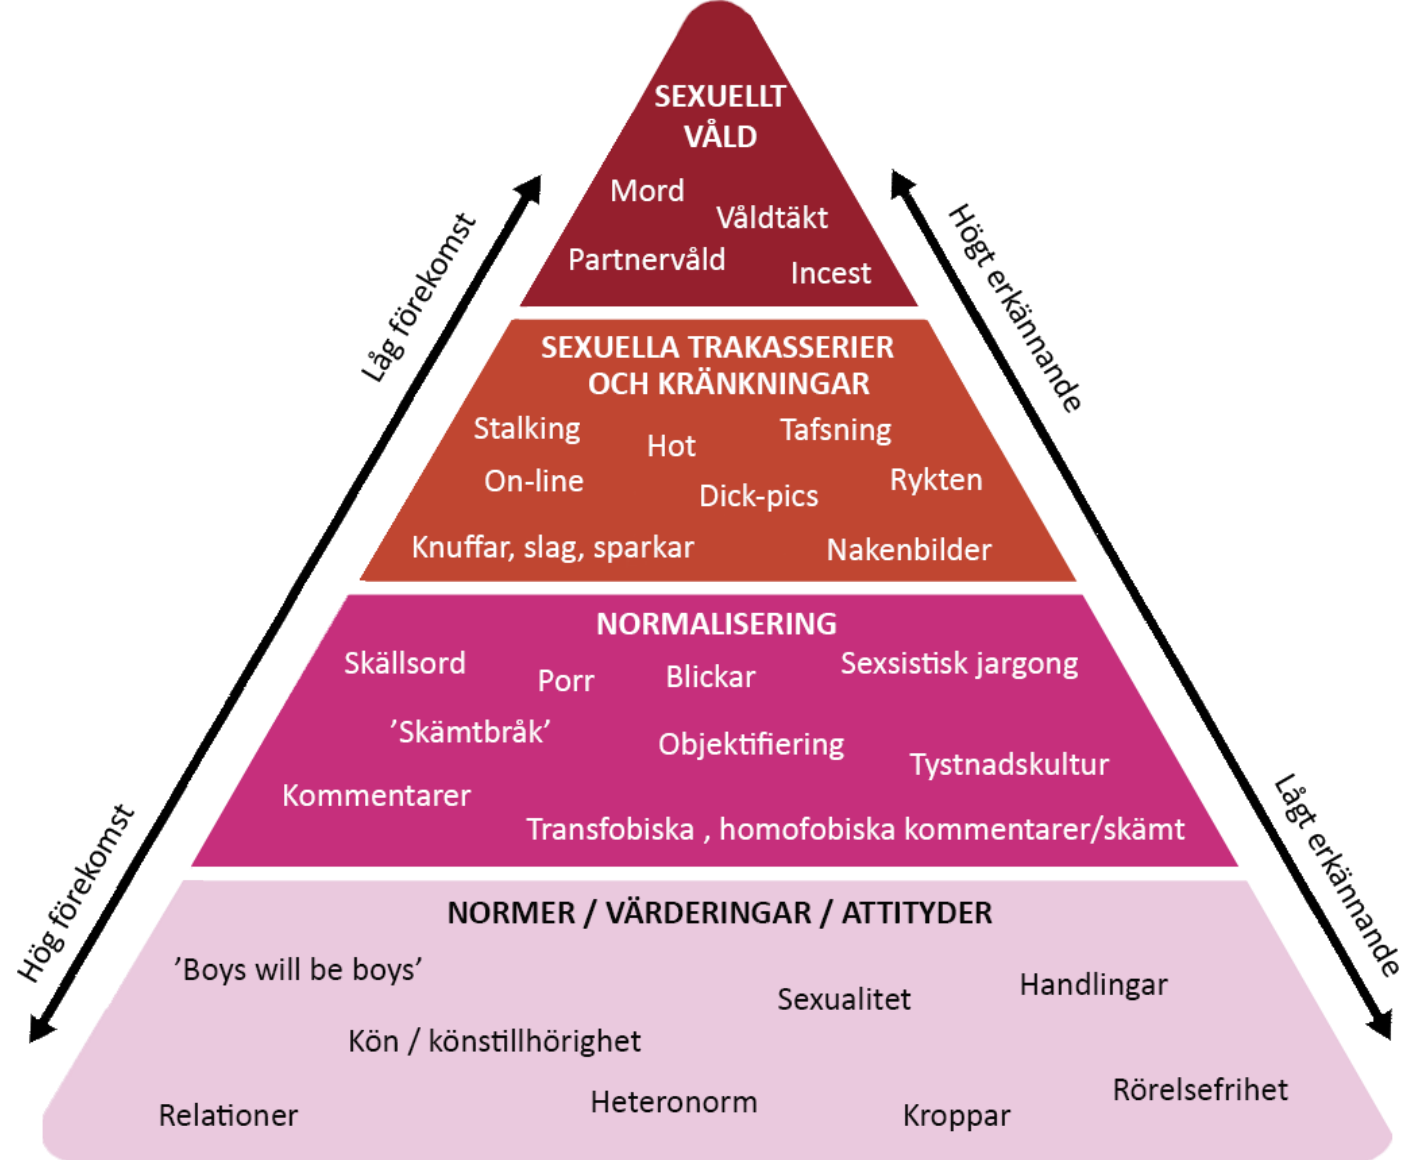 SEXUELLT
VÅLD
Mord
Våldtäkt
Partnervåld
Incest
Låg förekomst
Högt erkännande
SEXUELLA TRAKASSERIER
OCH KRÄNKNINGAR
Stalking
Hot
Tafsning
On-line
Dick-pics
Rykten
Knuffar, slag, sparkar
Nakenbilder
NORMALISERING
Skällsord
Porr
Blickar
Sexsistisk jargong
’Skämtbråk’
Objektifiering
Tystnadskultur
Kommentarer
Transfobiska , homofobiska kommentarer/skämt
Hög förekomst
Lågt erkännande
NORMER / VÄRDERINGAR / ATTITYDER
’Boys will be boys’
Sexualitet
Handlingar
Kön / könstillhörighet
Relationer
Heteronorm
Kroppar
Rörelsefrihet